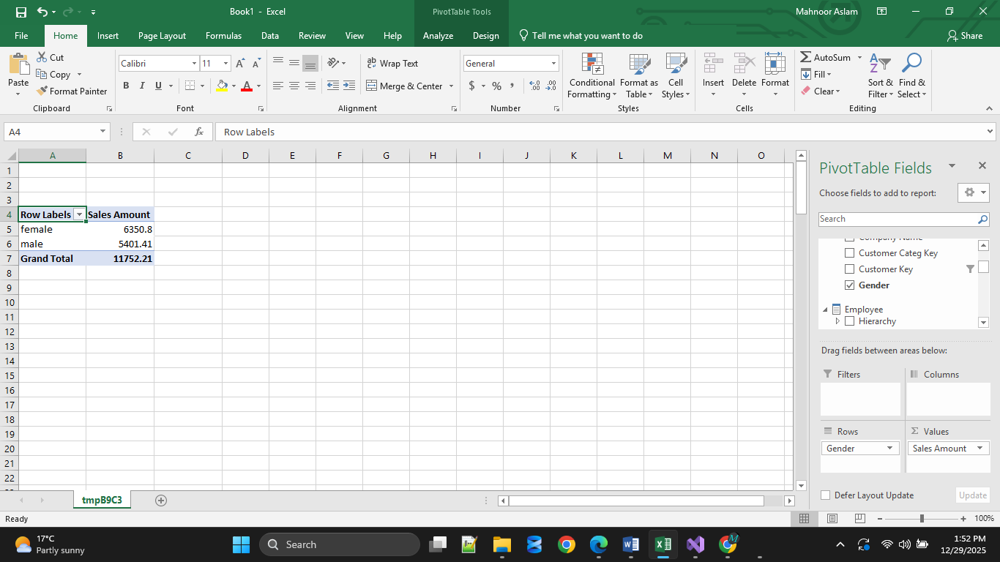 Book1 - Excel
PivotTable Tools
Mahnoor Aslam
File Home Insert Page Layout Formulas Data Review View Help Analyze Design Tell me what you want to do Share
Paste
Cut
Copy
Format Painter
Clipboard
Calibri 11
B I U A
Font
Wrap Text
Merge & Center
Alignment
General
$ % ,
Number
Conditional Formatting
Format as Table
Cell Styles
Styles
Insert
Delete
Format
Cells
AutoSum
Fill
Clear
Sort & Filter
Find & Select
Editing
A4 fx Row Labels
A B C D E F G H I J K L M N O
1
2
3
4 Row Labels Sales Amount
5 female 6350.8
6 male 5401.41
7 Grand Total 11752.21
8
9
10
11
12
13
14
15
16
17
18
19
20
21
22
PivotTable Fields
Choose fields to add to report:
Search
Company Name
Customer Categ Key
Customer Key
Gender
Employee
Hierarchy
Drag fields between areas below:
Filters
Columns
Rows
Values
Gender
Sales Amount
Defer Layout Update
Update
tmpB9C3
Ready
100%
17°C
Partly sunny
Search
1:52 PM
12/29/2025